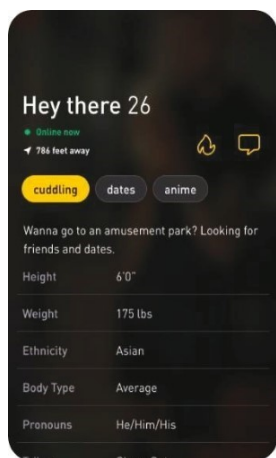 Hey there 26
Online now
786 feet away
cuddling dates anime
Wanna go to an amusement park? Looking for
friends and dates.
Height 6'0"
Weight 175 lbs
Ethnicity Asian
Body Type Average
Pronouns He/Him/His